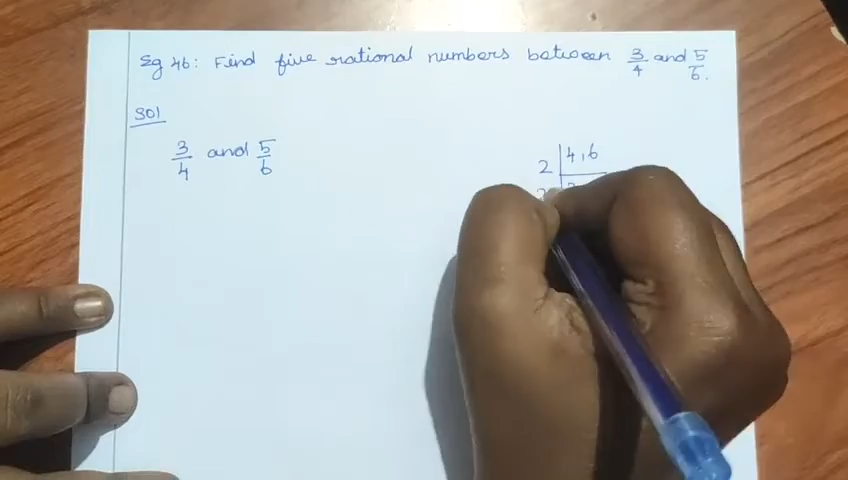 Eg 46: Find five rational numbers between 3/4 and 5/6.
Sol
3/4 and 5/6
2 | 4, 6